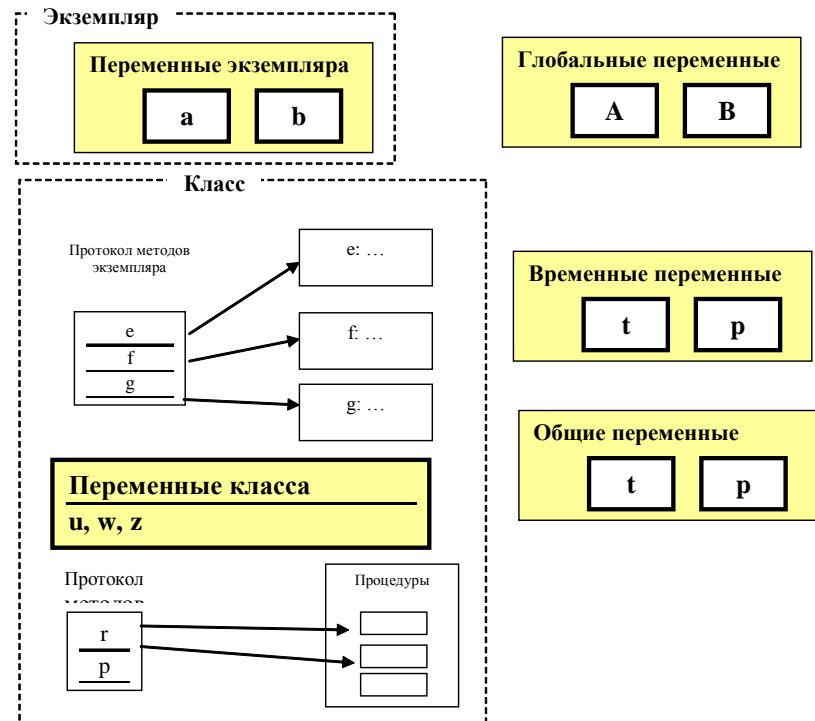 Экземпляр
Переменные экземпляра
a b
Глобальные переменные
A B
Класс
Протокол методов
экземпляра
e
f
g
e: …
f: …
g: …
Временные переменные
t p
Общие переменные
t p
Переменные класса
u, w, z
Протокол
r
p
Процедуры